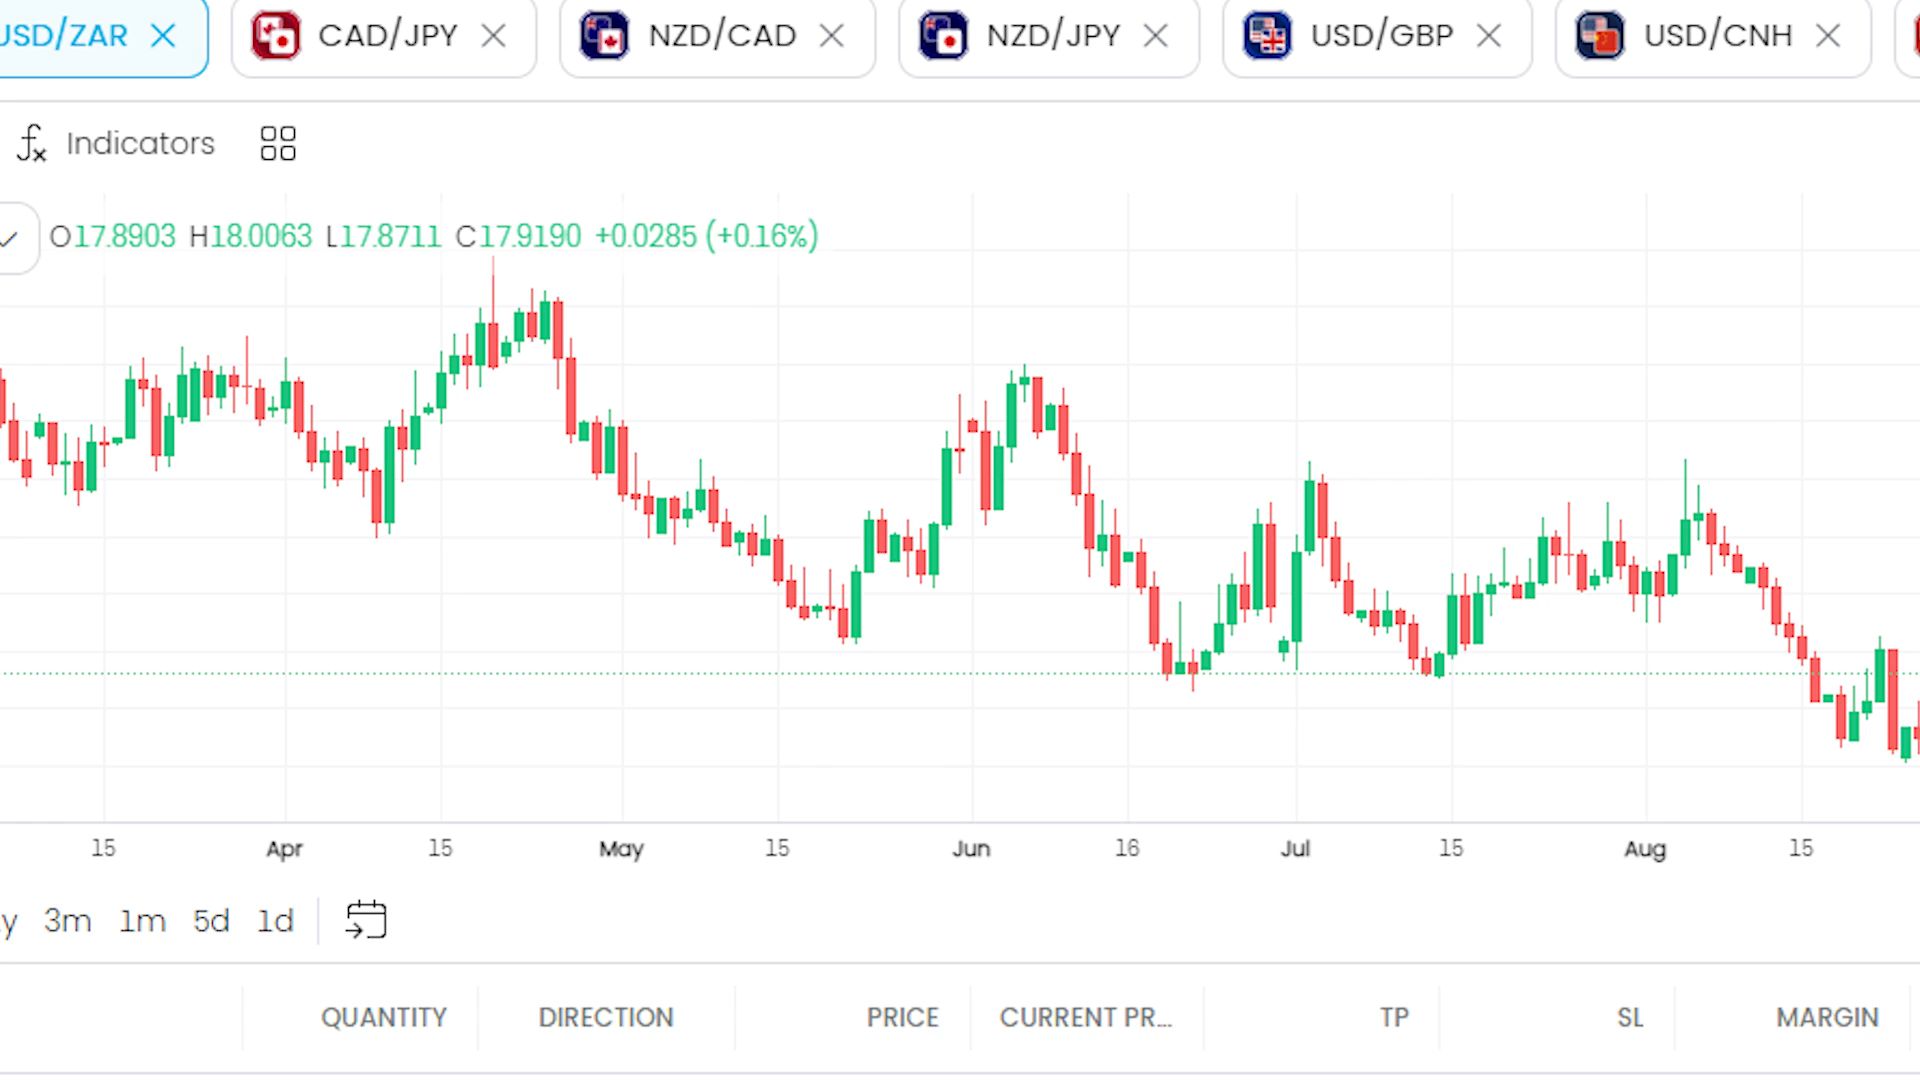 USD/ZAR CAD/JPY NZD/CAD NZD/JPY USD/GBP USD/CNH
fx Indicators
O17.8903 H18.0063 L17.8711 C17.9190 +0.0285 (+0.16%)
15 Apr 15 May 15 Jun 16 Jul 15 Aug 15
y 3m 1m 5d 1d
QUANTITY DIRECTION PRICE CURRENT PR... TP SL MARGIN